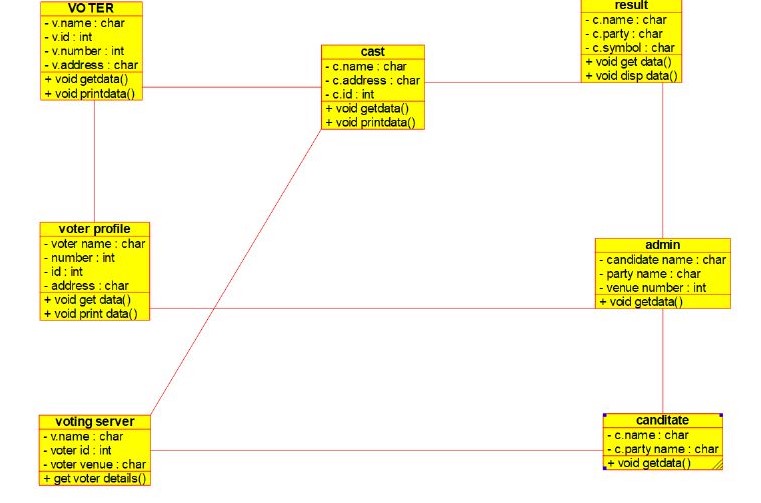 VOTER
- v.name : char
- v.id : int
- v.number : int
- v.address : char
+ void getdata()
+ void printdata()
cast
- c.name : char
- c.address : char
- c.id : int
+ void getdata()
+ void printdata()
result
- c.name : char
- c.party : char
- c.symbol : char
+ void get data()
+ void disp data()
voter profile
- voter name : char
- number : int
- id : int
- address : char
+ void get data()
+ void print data()
admin
- candidate name : char
- party name : char
- venue number : int
+ void getdata()
voting server
- v.name : char
- voter id : int
- voter venue : char
+ get voter details()
canditate
- c.name : char
- c.party name : char
+ void getdata()